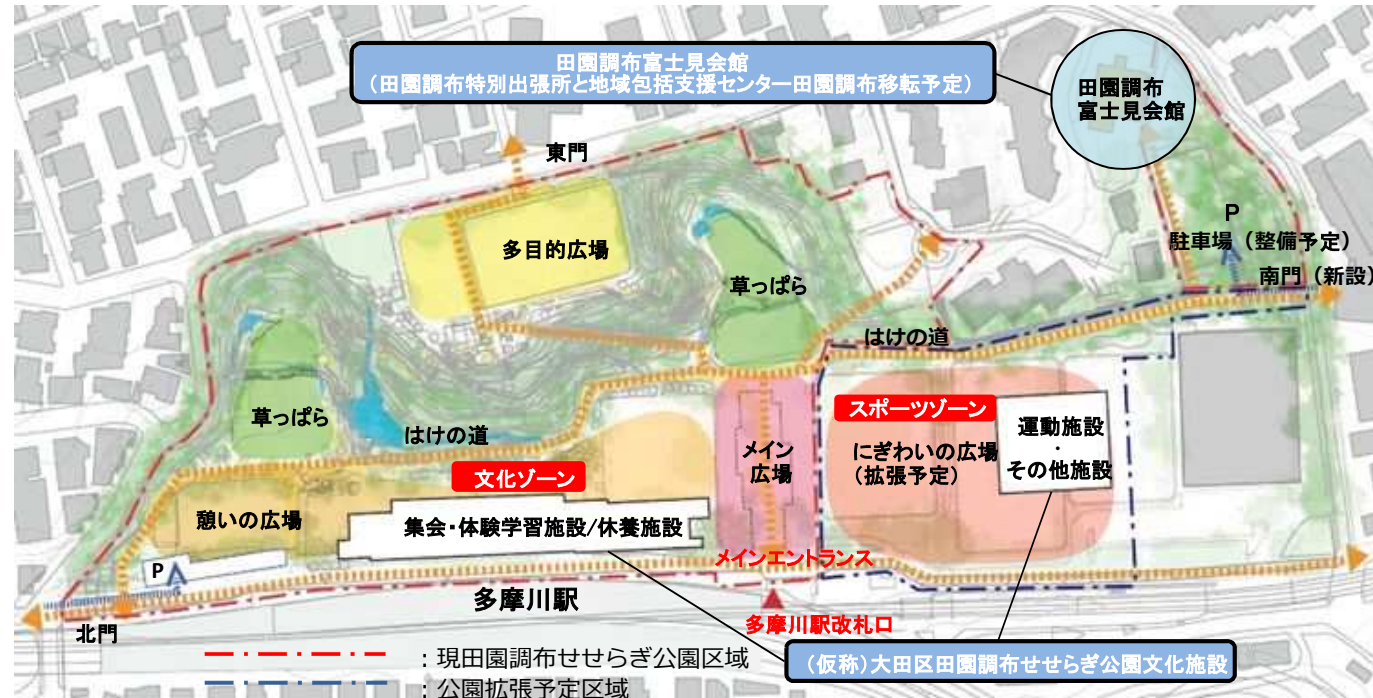 田園調布富士見会館
（田園調布特別出張所と地域包括支援センター田園調布移転予定）
田園調布
富士見会館
東門
多目的広場
草っぱら
P
駐車場（整備予定）
南門（新設）
はけの道
草っぱら
はけの道
スポーツゾーン
にぎわいの広場
（拡張予定）
運動施設
・
その他施設
メイン
広場
文化ゾーン
憩いの広場
集会・体験学習施設/休養施設
メインエントランス
P
多摩川駅
多摩川駅改札口
北門
（仮称）大田区田園調布せせらぎ公園文化施設
：現田園調布せせらぎ公園区域
：公園拡張予定区域